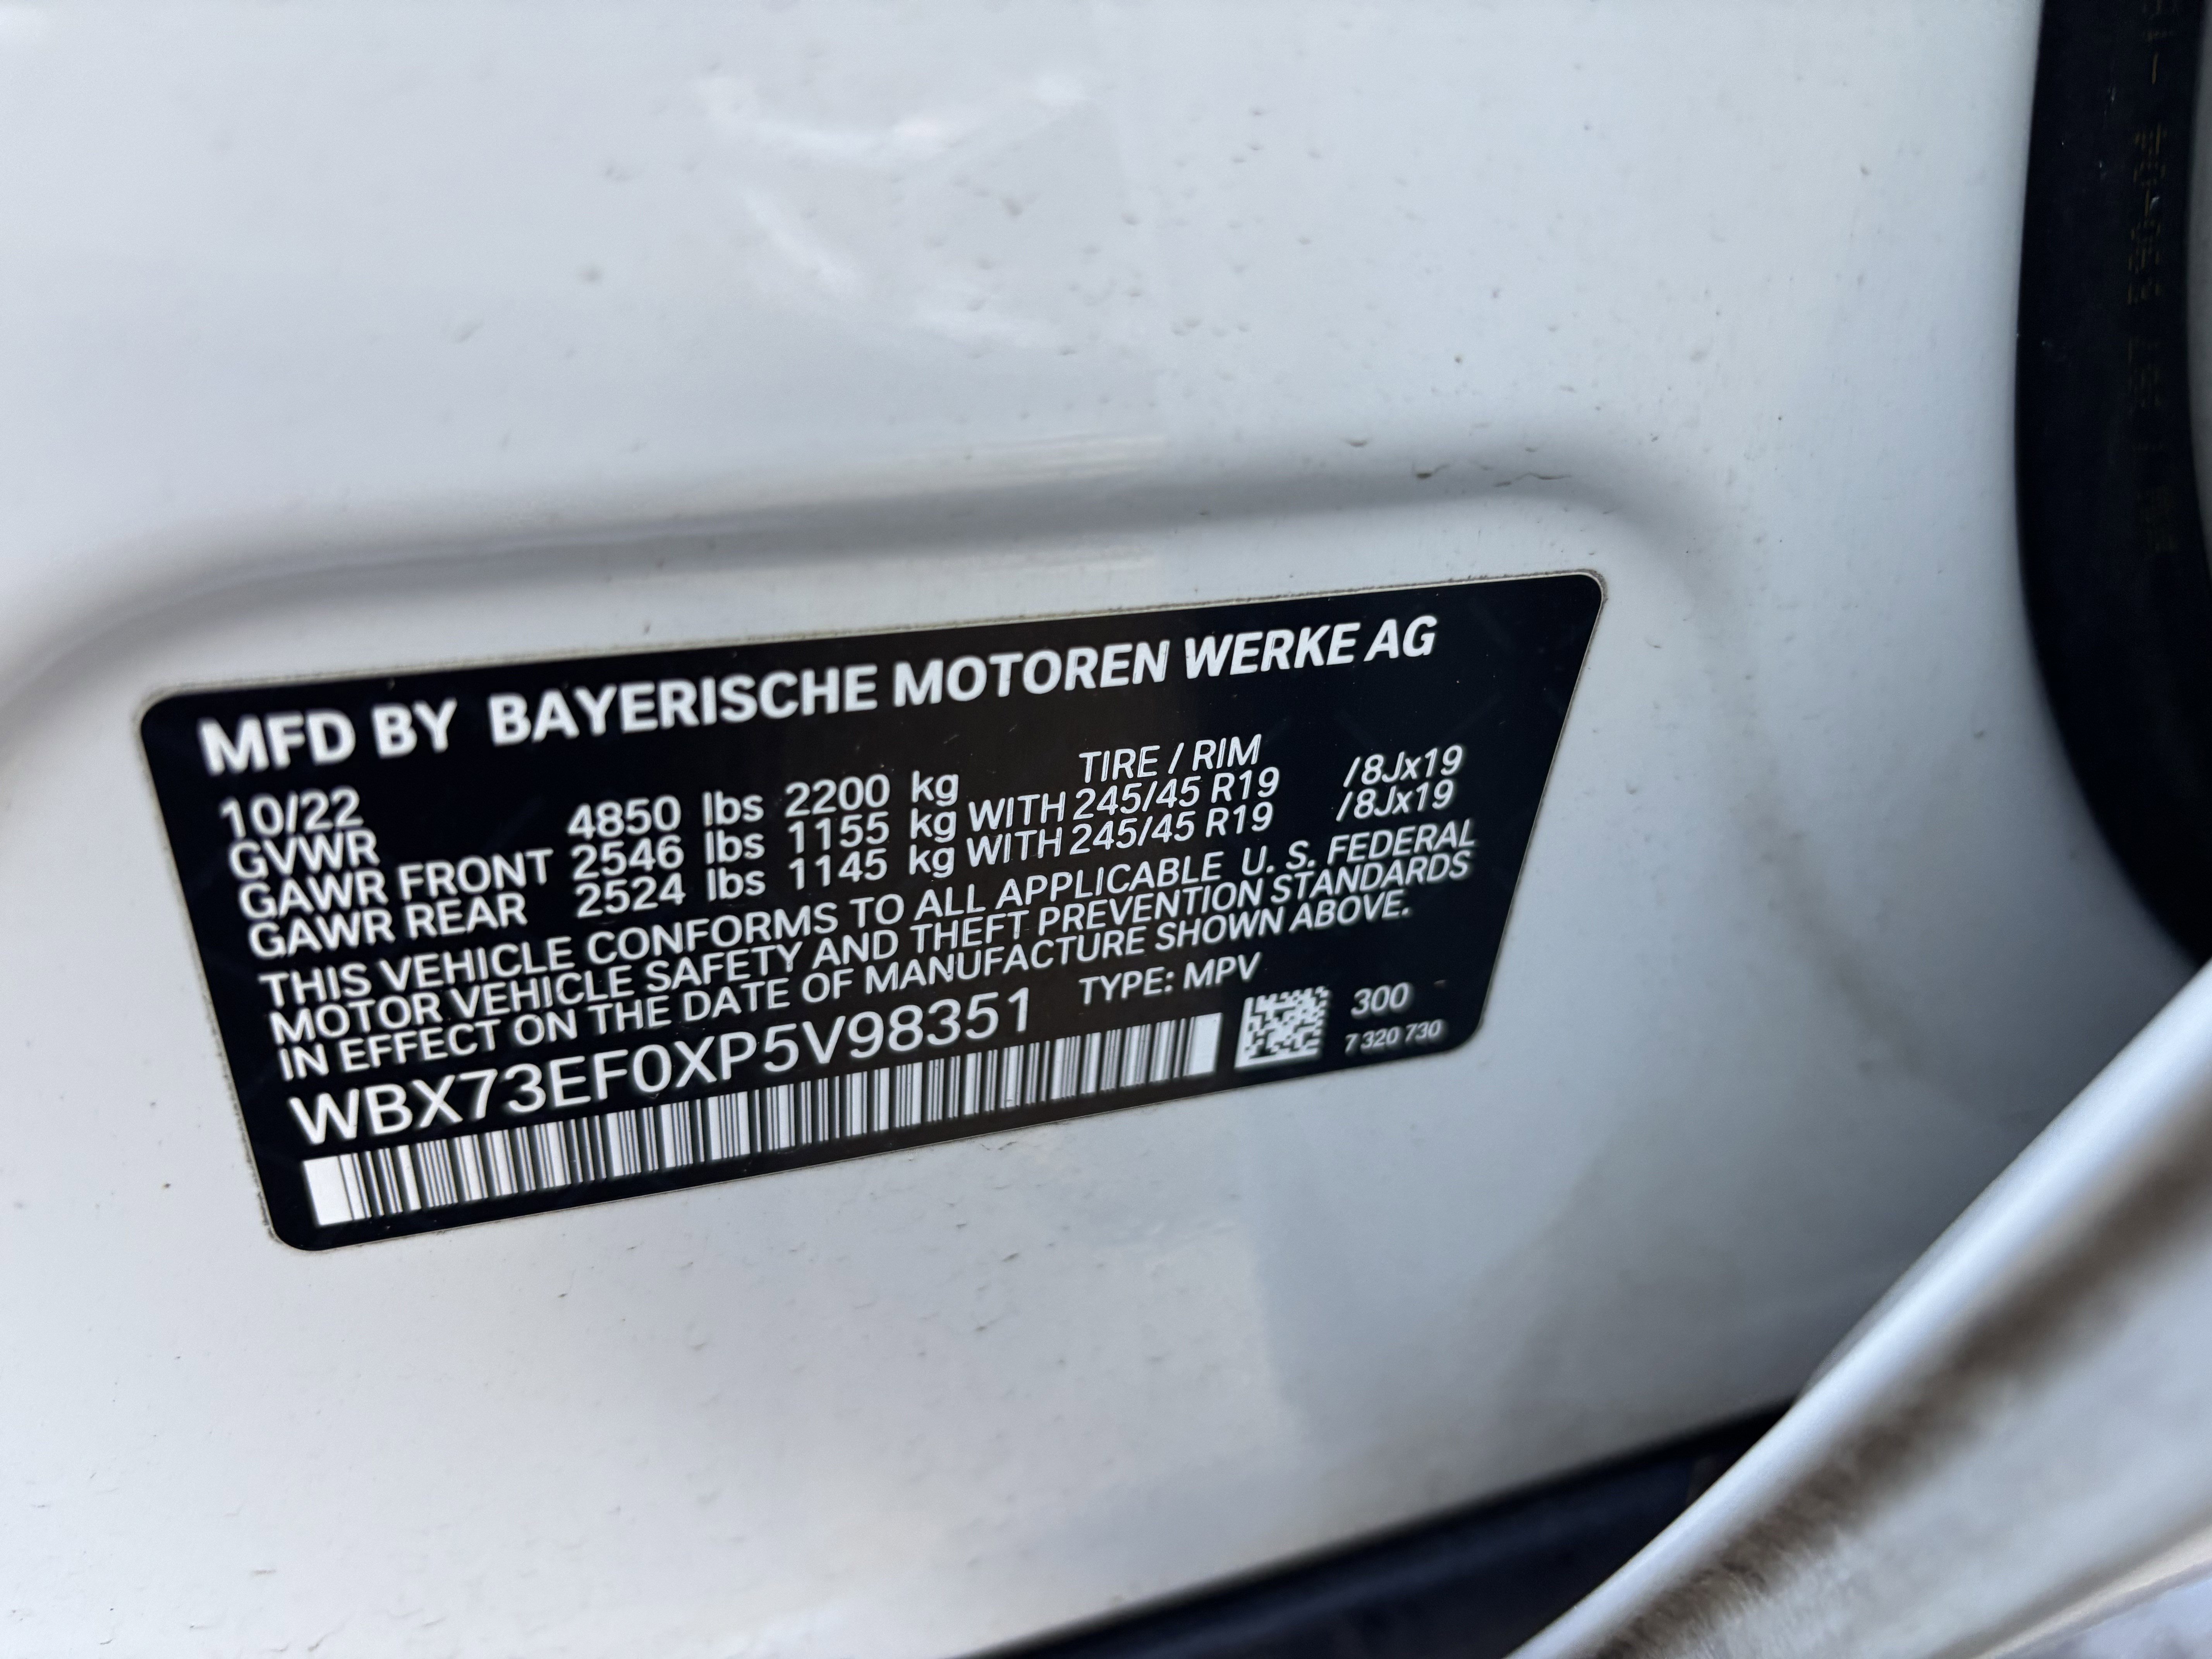 MFD BY BAYERISCHE MOTOREN WERKE AG
10/22 TIRE / RIM
GVWR 4850 lbs 2200 kg
GAWR FRONT 2546 lbs 1155 kg WITH 245/45 R19 /8Jx19
GAWR REAR 2524 lbs 1145 kg WITH 245/45 R19 /8Jx19
THIS VEHICLE CONFORMS TO ALL APPLICABLE U. S. FEDERAL
MOTOR VEHICLE SAFETY AND THEFT PREVENTION STANDARDS
IN EFFECT ON THE DATE OF MANUFACTURE SHOWN ABOVE.
WBX73EF0XP5V98351 TYPE: MPV
300
7 320 730